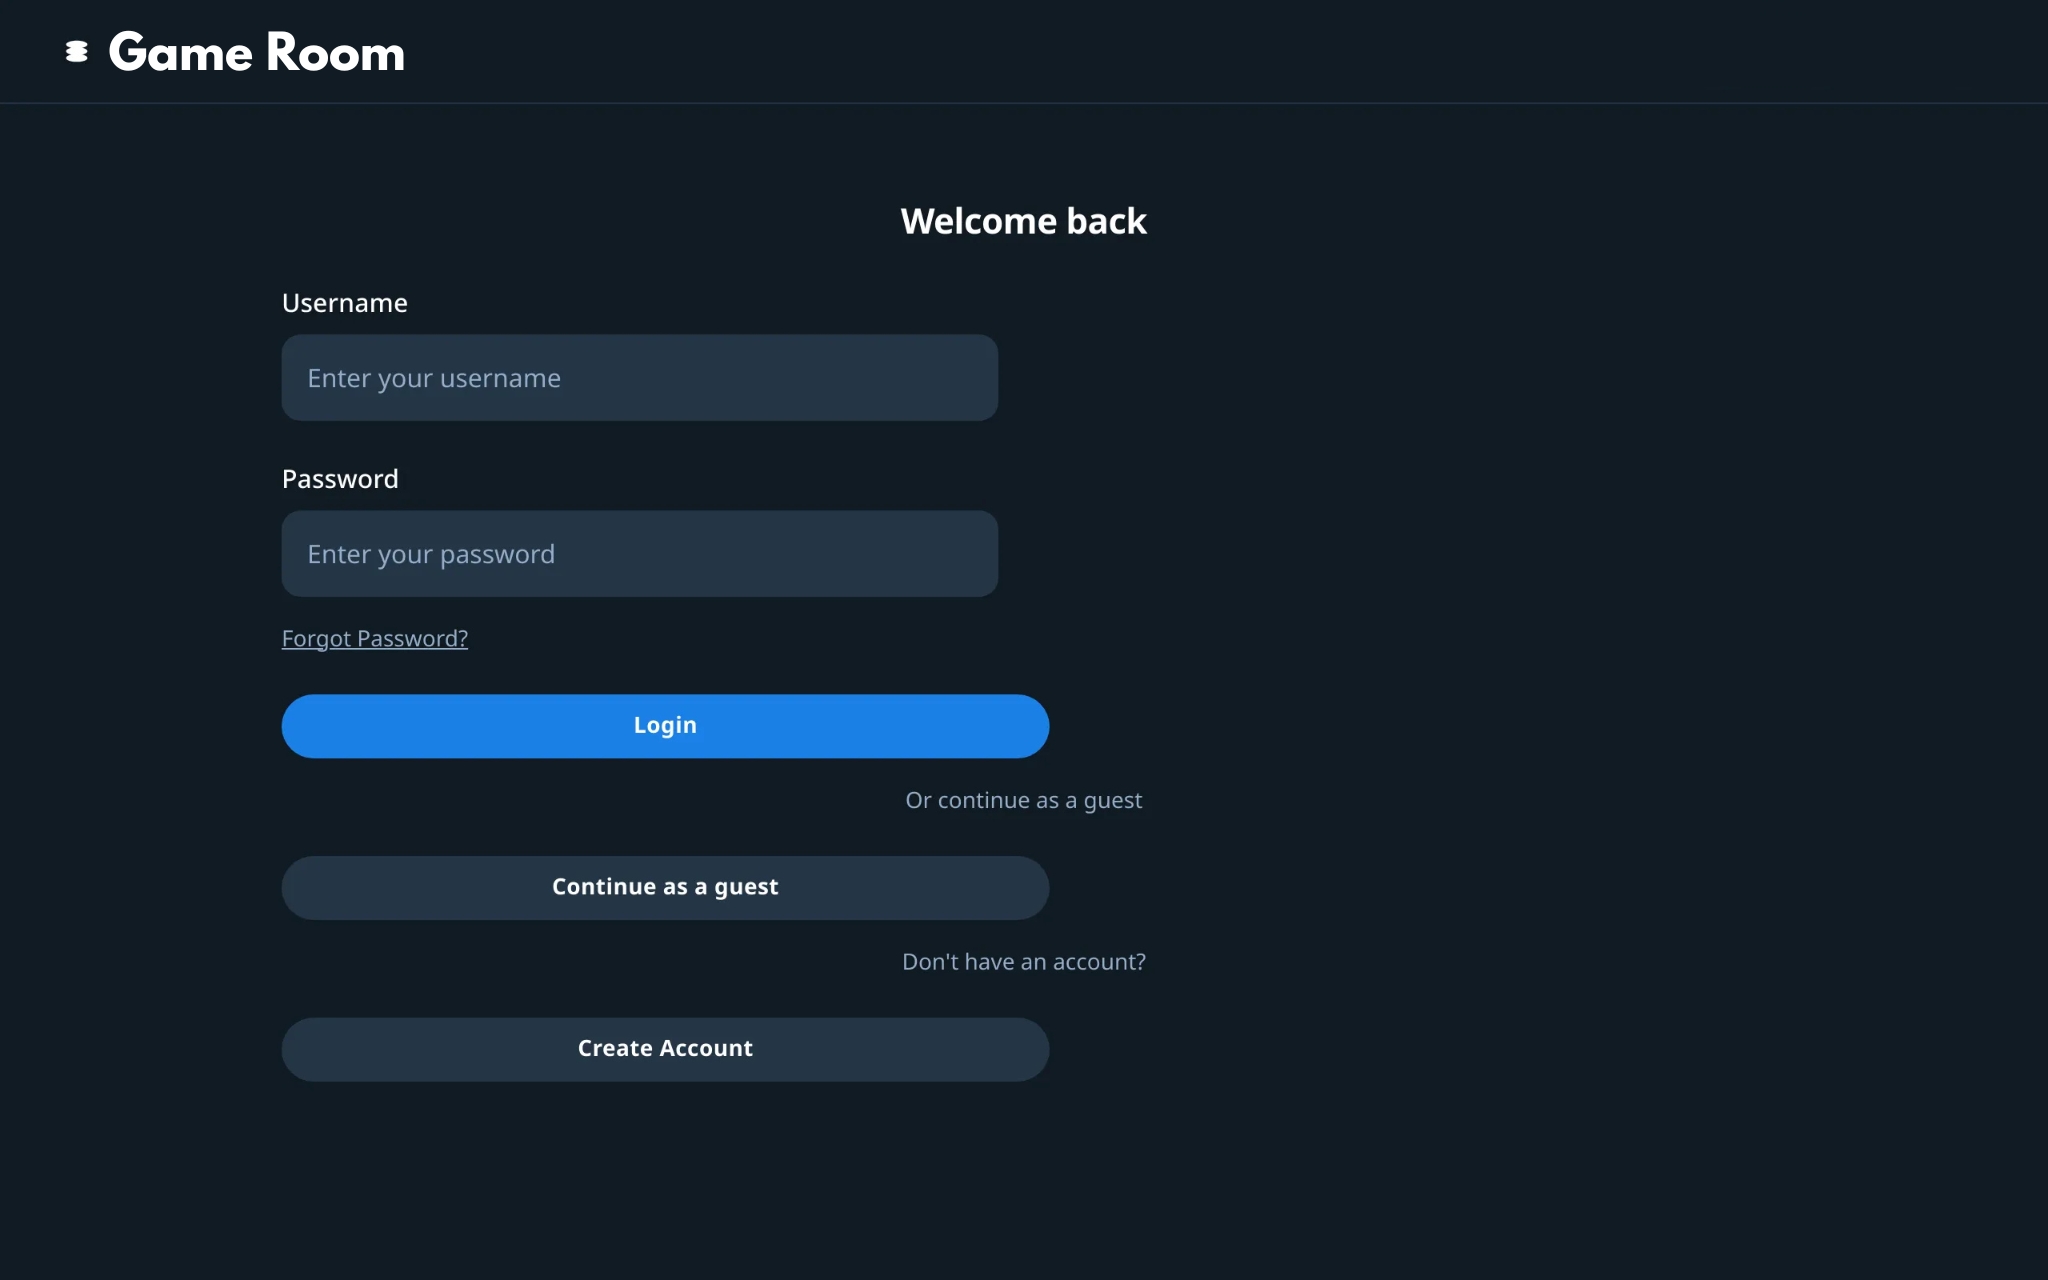 Game Room
Welcome back
Username
Enter your username
Password
Enter your password
Forgot Password?
Login
Or continue as a guest
Continue as a guest
Don't have an account?
Create Account